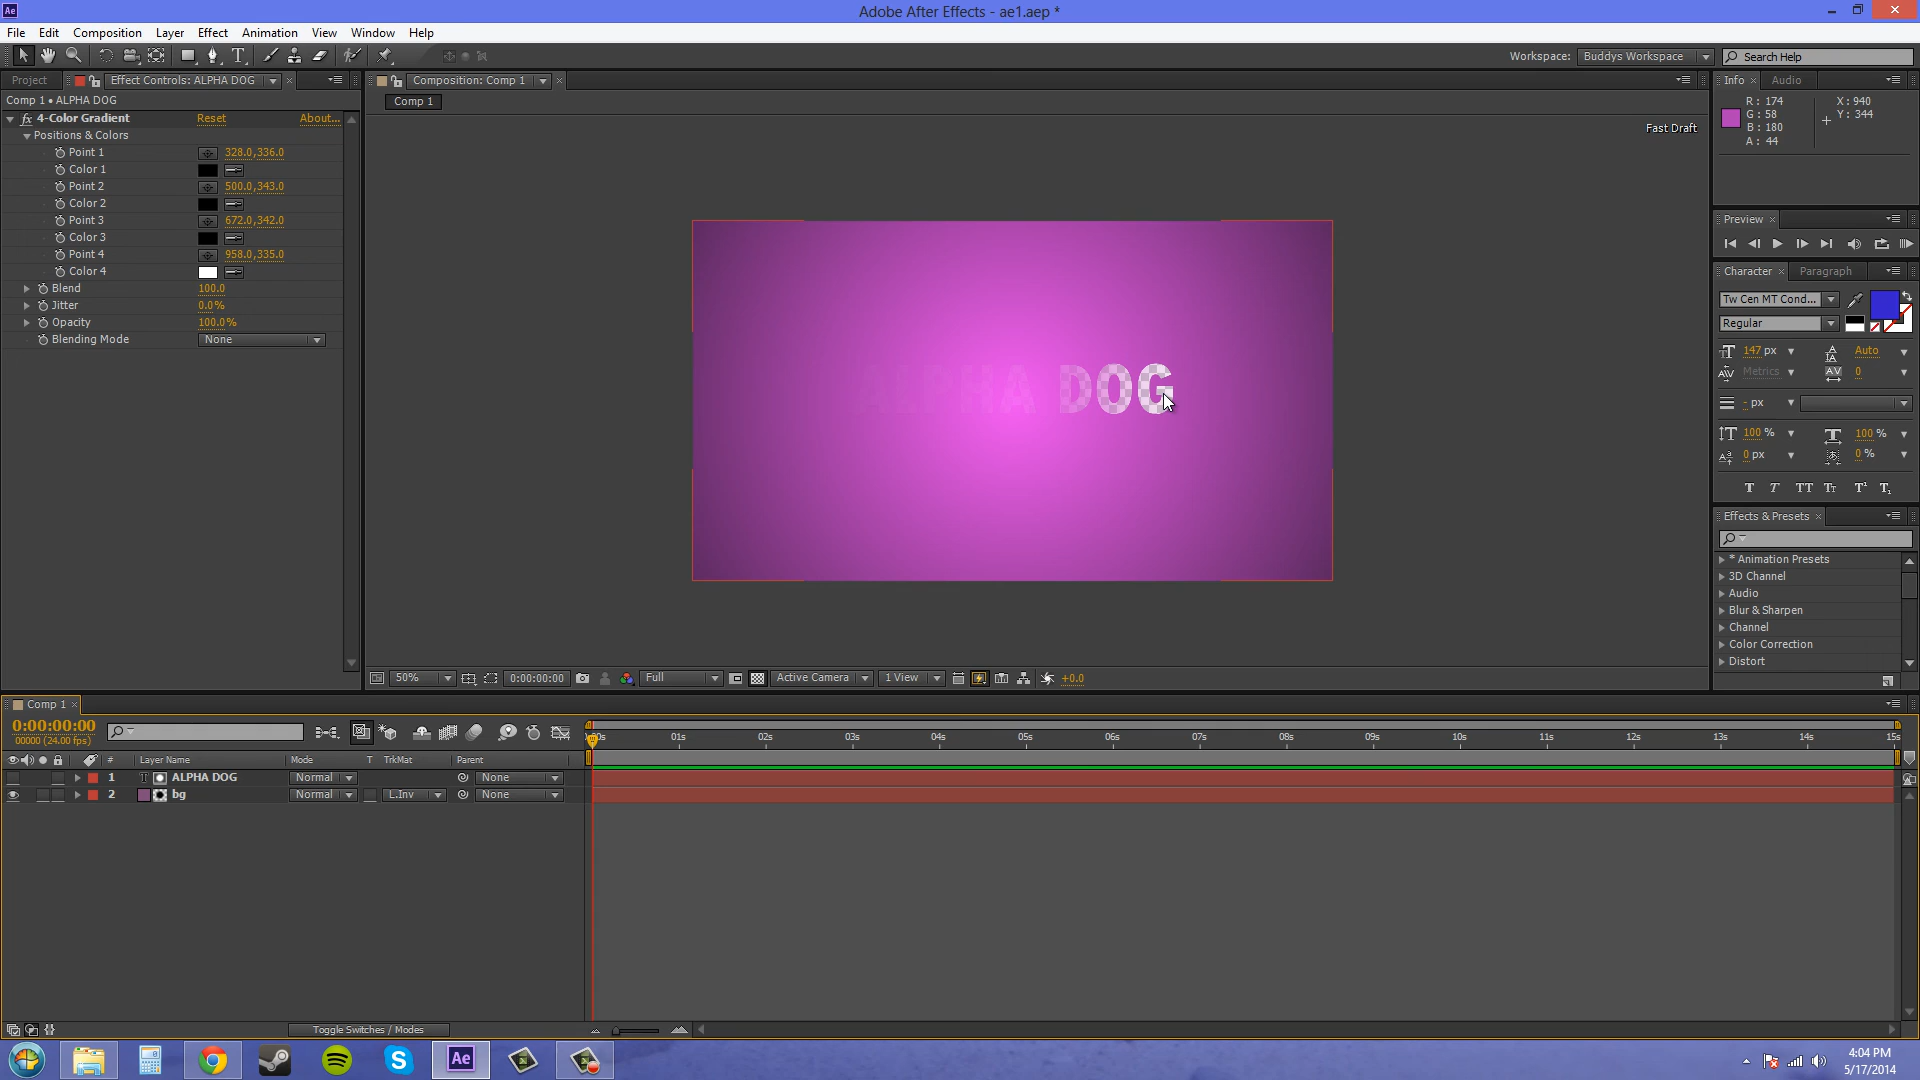 Ae
Adobe After Effects - ae1.aep *
File Edit Composition Layer Effect Animation View Window Help
Workspace: Buddys Workspace Search Help
Project Effect Controls: ALPHA DOG
Comp 1 • ALPHA DOG
fx 4-Color Gradient Reset About...
Positions & Colors
Point 1 328.0,336.0
Color 1
Point 2 500.0,343.0
Color 2
Point 3 672.0,342.0
Color 3
Point 4 958.0,335.0
Color 4
Blend 100.0
Jitter 0.0%
Opacity 100.0%
Blending Mode None
Composition: Comp 1
Comp 1
Fast Draft
ALPHA DOG
50% 0:00:00:00 Full Active Camera 1 View +0.0
Info Audio
R: 174 X: 940
G: 58 Y: 344
B: 180
A: 44
Preview
Character Paragraph
Tw Cen MT Cond...
Regular
147 px Auto
Metrics 0
- px
100 % 100 %
0 px 0 %
T T TT Tt T¹ T₁
Effects & Presets
* Animation Presets
3D Channel
Audio
Blur & Sharpen
Channel
Color Correction
Distort
Comp 1
0:00:00:00
00000 (24.00 fps)
:00s 01s 02s 03s 04s 05s 06s 07s 08s 09s 10s 11s 12s 13s 14s 15s
# Layer Name Mode T TrkMat Parent
1 T ALPHA DOG Normal None
2 bg Normal L.Inv None
Toggle Switches / Modes
Ae
4:04 PM
5/17/2014